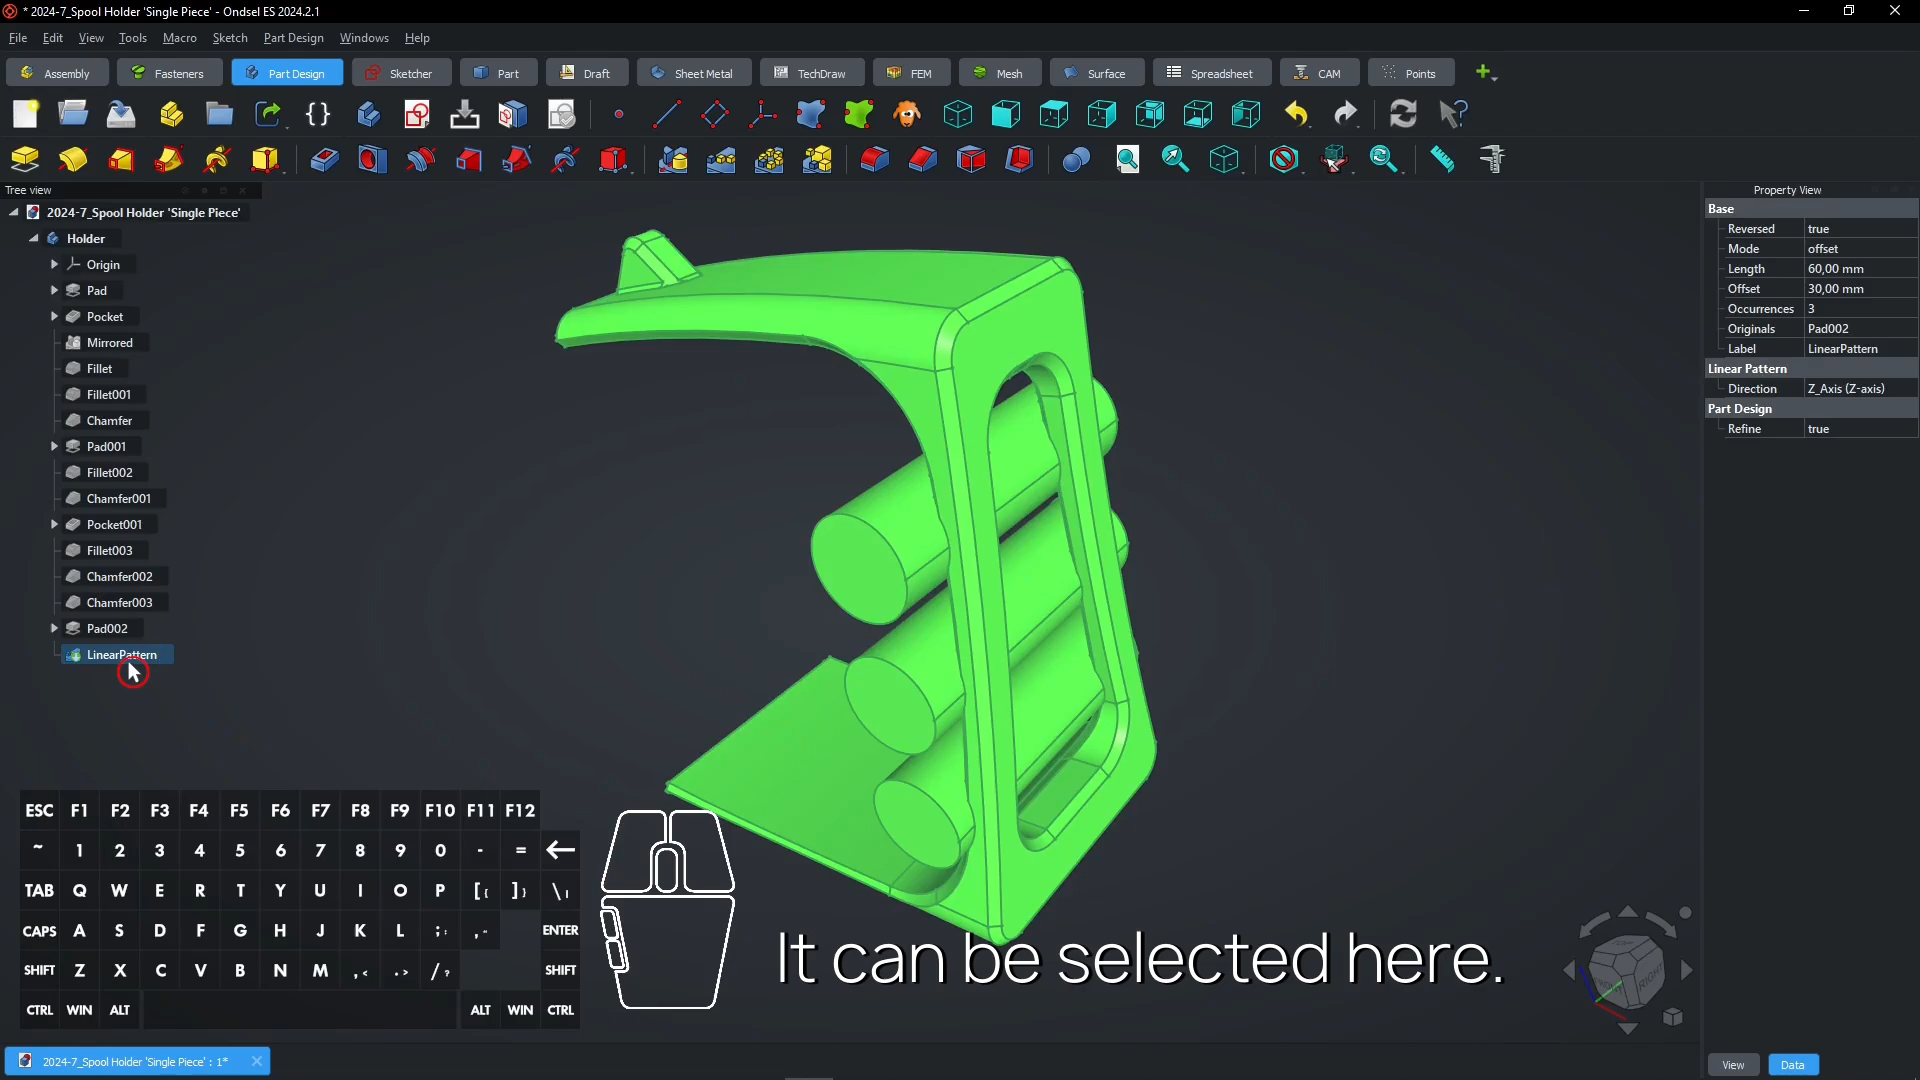 * 2024-7_Spool Holder 'Single Piece' - Ondsel ES 2024.2.1
File Edit View Tools Macro Sketch Part Design Windows Help
Assembly Fasteners Part Design Sketcher Part Draft Sheet Metal TechDraw FEM Mesh Surface Spreadsheet CAM Points
Tree view
2024-7_Spool Holder 'Single Piece'
Holder
Origin
Pad
Pocket
Mirrored
Fillet
Fillet001
Chamfer
Pad001
Fillet002
Chamfer001
Pocket001
Fillet003
Chamfer002
Chamfer003
Pad002
LinearPattern
Property View
Base
Reversed true
Mode offset
Length 60,00 mm
Offset 30,00 mm
Occurrences 3
Originals Pad002
Label LinearPattern
Linear Pattern
Direction Z_Axis (Z-axis)
Part Design
Refine true
ESC F1 F2 F3 F4 F5 F6 F7 F8 F9 F10 F11 F12
~ 1 2 3 4 5 6 7 8 9 0 - =
TAB Q W E R T Y U I O P [{ ]} \|
CAPS A S D F G H J K L ;: ENTER
SHIFT Z X C V B N M ,< .> /? SHIFT
CTRL WIN ALT ALT WIN CTRL
It can be selected here.
FRONT RIGHT
2024-7_Spool Holder 'Single Piece' : 1*
View Data